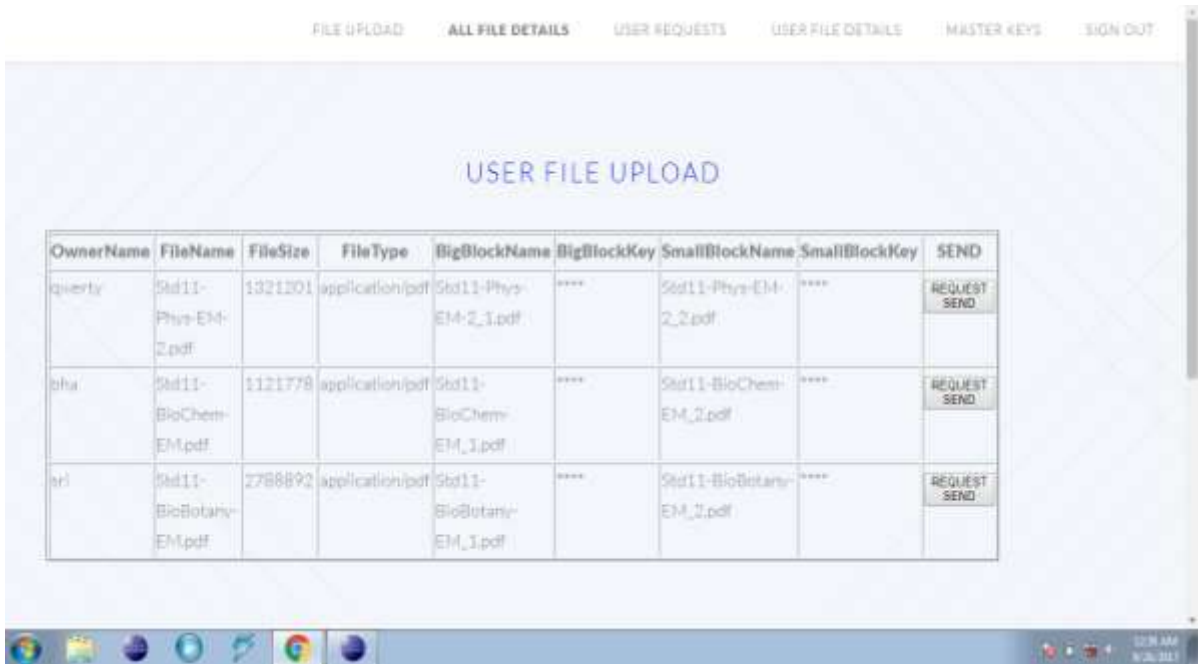 FILE UPLOAD ALL FILE DETAILS USER REQUESTS USER FILE DETAILS MASTER KEYS SIGN OUT
USER FILE UPLOAD
OwnerName FileName FileSize FileType BigBlockName BigBlockKey SmallBlockName SmallBlockKey SEND
qwerty Std11- 1321201 application/pdf Std11-Phys- **** Std11-Phys-EM- **** REQUEST
Phys-EM- EM-2_1.pdf 2_2.pdf SEND
2.pdf
bha Std11- 1121778 application/pdf Std11- **** Std11-BioChem- **** REQUEST
BioChem- BioChem- EM_2.pdf SEND
EM.pdf EM_1.pdf
sri Std11- 2788892 application/pdf Std11- **** Std11-BioBotany- **** REQUEST
BioBotany- BioBotany- EM_2.pdf SEND
EM.pdf EM_1.pdf